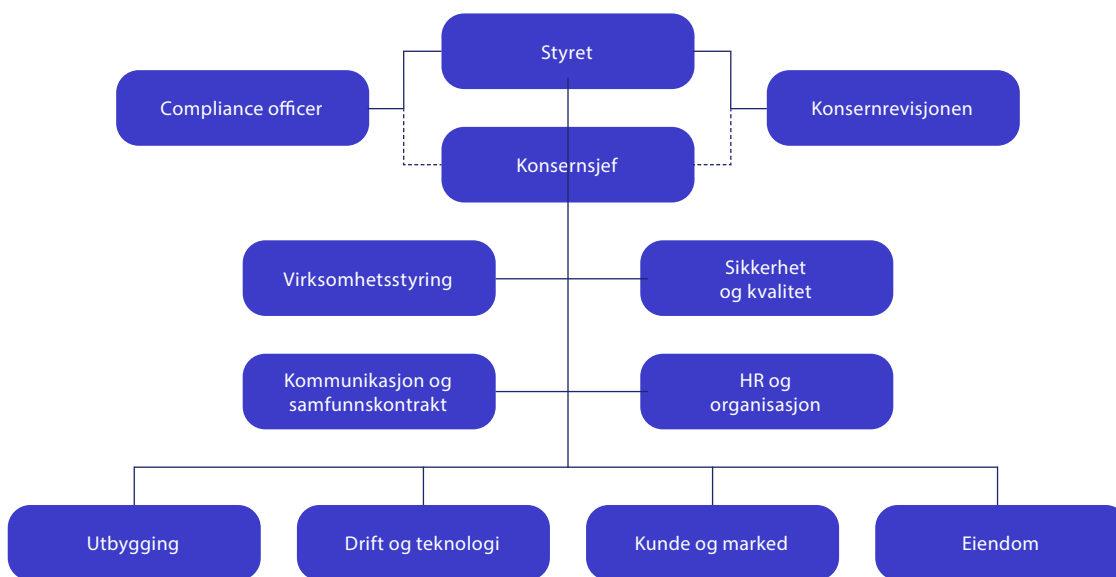 Styret
Compliance officer
Konsernrevisjonen
Konsernsjef
Virksomhetsstyring
Sikkerhet
og kvalitet
Kommunikasjon og
samfunnskontrakt
HR og
organisasjon
Utbygging
Drift og teknologi
Kunde og marked
Eiendom